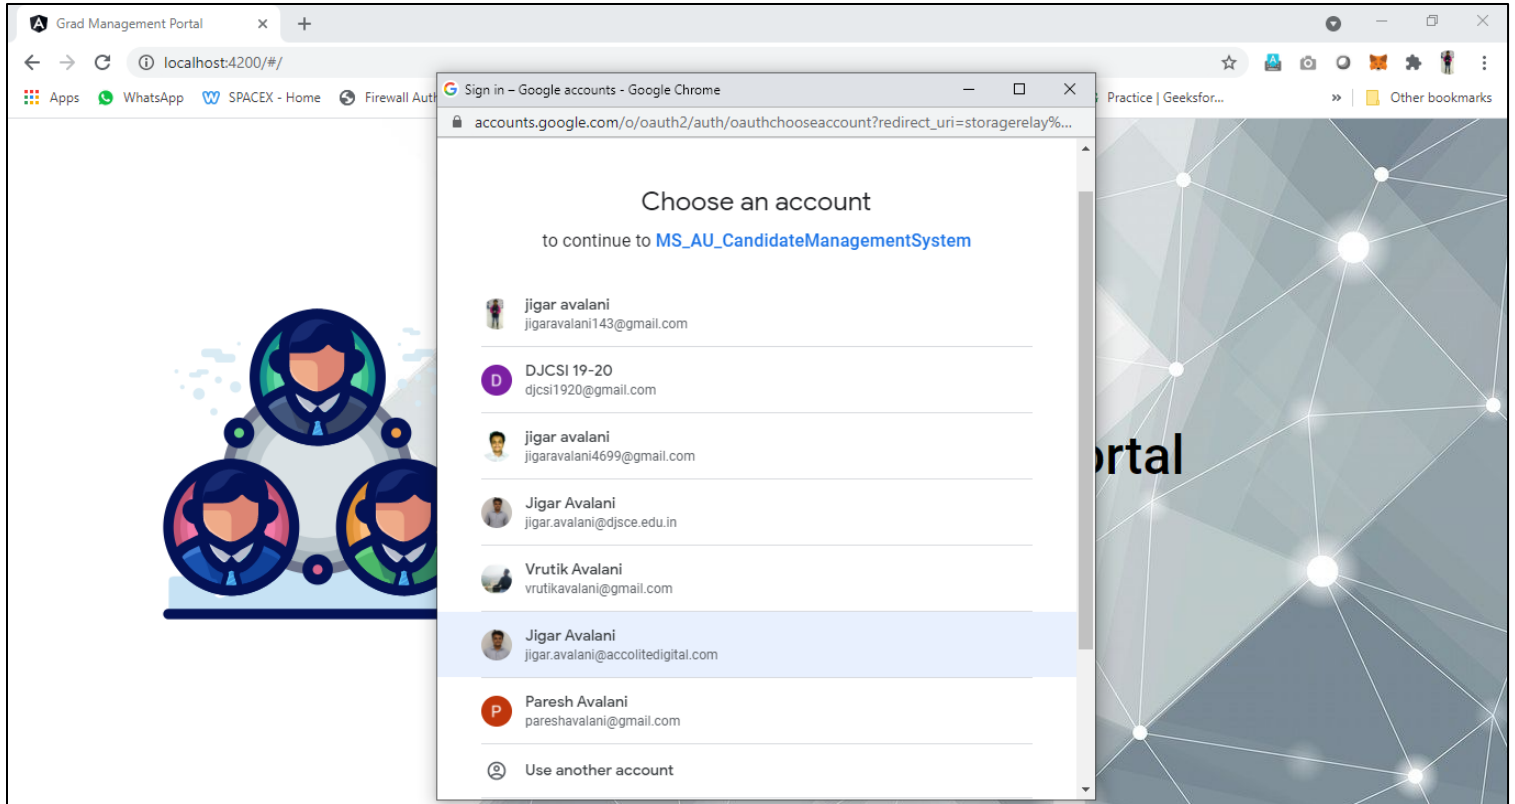 Grad Management Portal
localhost:4200/#/
Apps WhatsApp SPACEX - Home Firewall Auth Practice | Geeksfor... » Other bookmarks
G Sign in – Google accounts - Google Chrome
accounts.google.com/o/oauth2/auth/oauthchooseaccount?redirect_uri=storagerelay%...
Choose an account
to continue to MS_AU_CandidateManagementSystem
jigar avalani
jigaravalani143@gmail.com
D DJCSI 19-20
djcsi1920@gmail.com
jigar avalani
jigaravalani4699@gmail.com
Jigar Avalani
jigar.avalani@djsce.edu.in
Vrutik Avalani
vrutikavalani@gmail.com
Jigar Avalani
jigar.avalani@accolitedigital.com
P Paresh Avalani
pareshavalani@gmail.com
Use another account
ortal